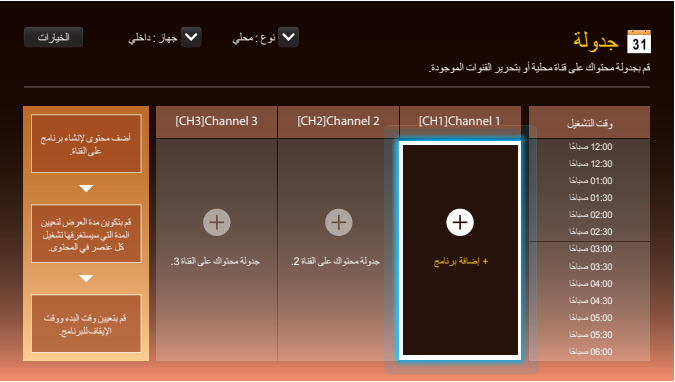 31 جدولة
نوع : محلي
جهاز : داخلي
الخيارات
قم بجدولة محتواك على قناة محلية أو بتحرير القنوات الموجودة.
وقت التشغيل
[CH1]Channel 1
[CH2]Channel 2
[CH3]Channel 3
12:00 صباحًا
12:30 صباحًا
01:00 صباحًا
01:30 صباحًا
02:00 صباحًا
02:30 صباحًا
03:00 صباحًا
03:30 صباحًا
04:00 صباحًا
04:30 صباحًا
05:00 صباحًا
05:30 صباحًا
06:00 صباحًا
+ إضافة برنامج
جدولة محتواك على القناة 2.
جدولة محتواك على القناة 3.
أضف محتوى لإنشاء برنامج
على القناة.
قم بتكوين مدة العرض لتعيين
المدة التي سيستغرقها تشغيل
كل عنصر في المحتوى.
قم بتعيين وقت البدء ووقت
الإيقاف للبرنامج.